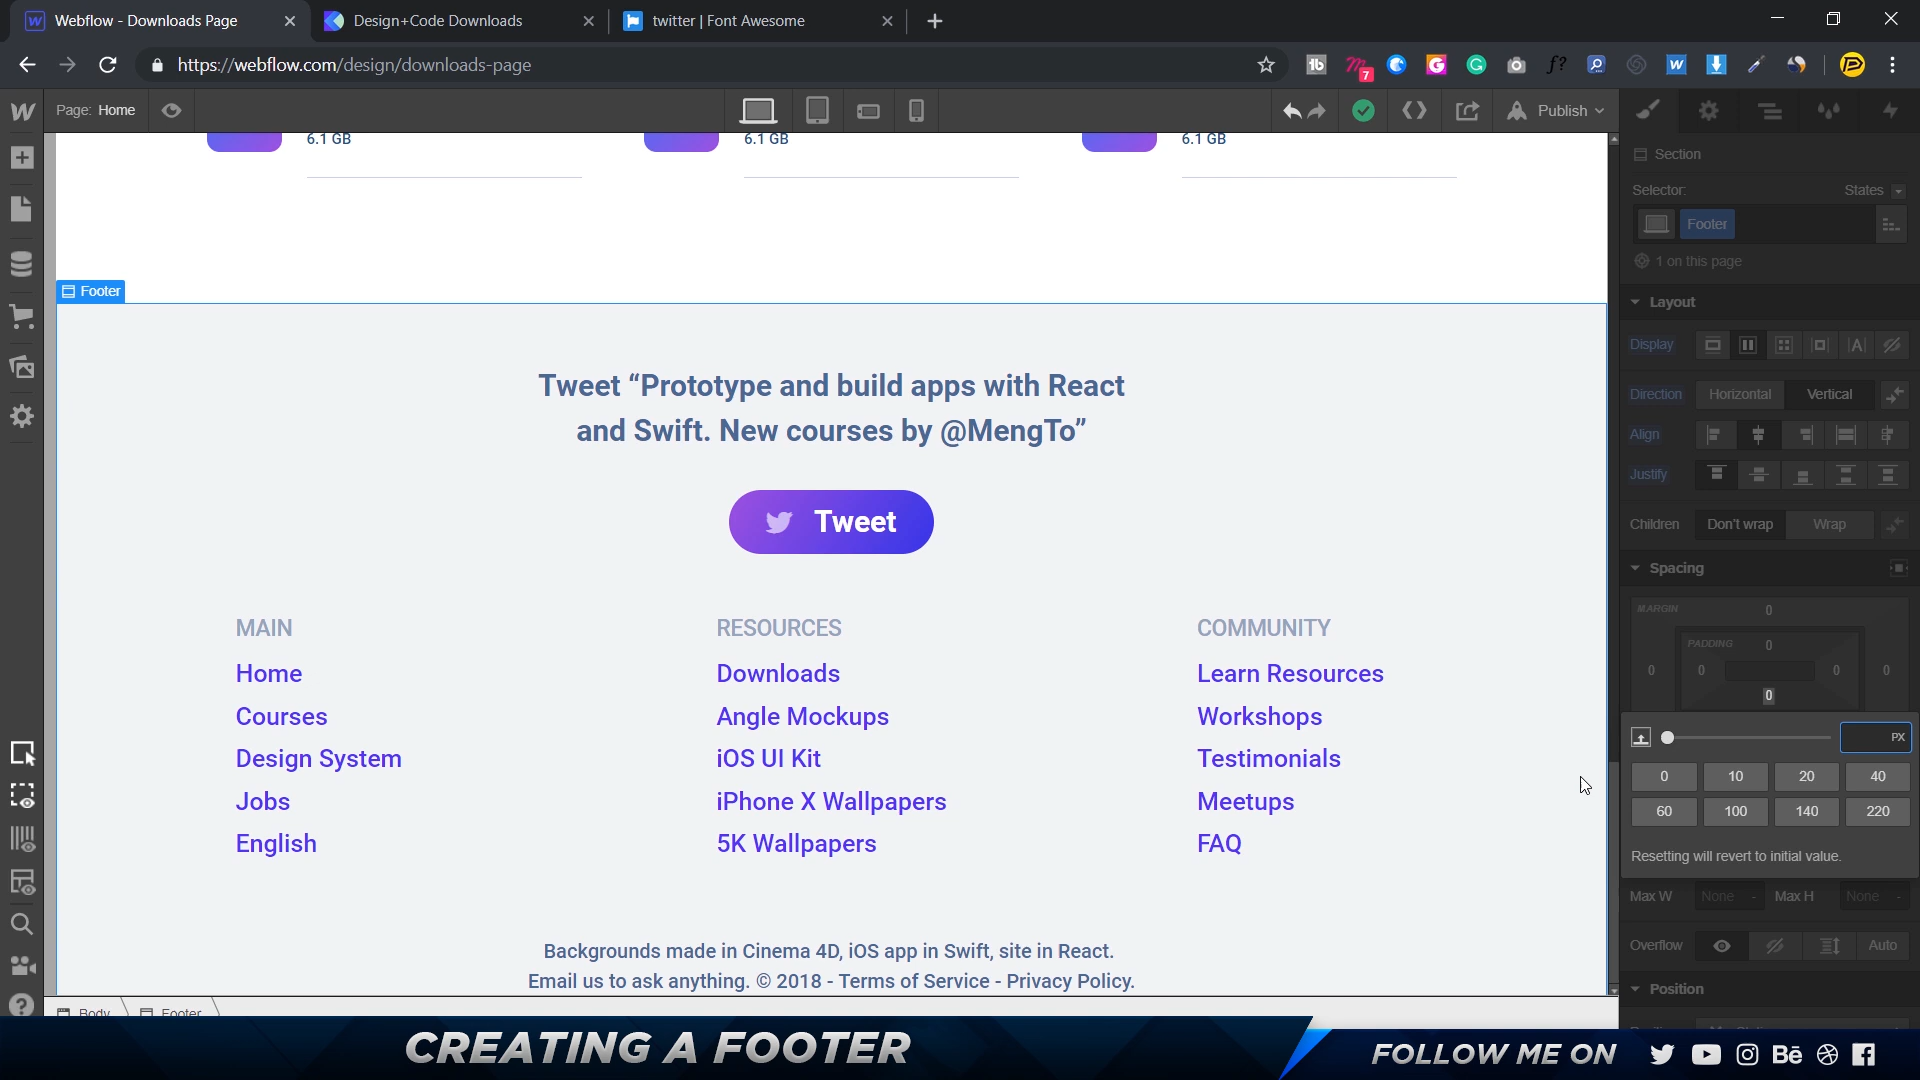 Webflow - Downloads Page
Design+Code Downloads
twitter | Font Awesome
https://webflow.com/design/downloads-page
7
Page: Home
Publish
6.1 GB
6.1 GB
6.1 GB
Footer
Tweet “Prototype and build apps with React
and Swift. New courses by @MengTo”
Tweet
MAIN
Home
Courses
Design System
Jobs
English
RESOURCES
Downloads
Angle Mockups
iOS UI Kit
iPhone X Wallpapers
5K Wallpapers
COMMUNITY
Learn Resources
Workshops
Testimonials
Meetups
FAQ
Backgrounds made in Cinema 4D, iOS app in Swift, site in React.
Email us to ask anything. © 2018 - Terms of Service - Privacy Policy.
Body
Footer
Section
Selector:
States
Footer
1 on this page
Layout
Display
Direction Horizontal Vertical
Align
Justify
Children Don't wrap Wrap
Spacing
MARGIN 0
PADDING 0
0 0 0 0
0
PX
0 10 20 40
60 100 140 220
Resetting will revert to initial value.
Max W None - Max H None -
Overflow Auto
Position
CREATING A FOOTER
FOLLOW ME ON